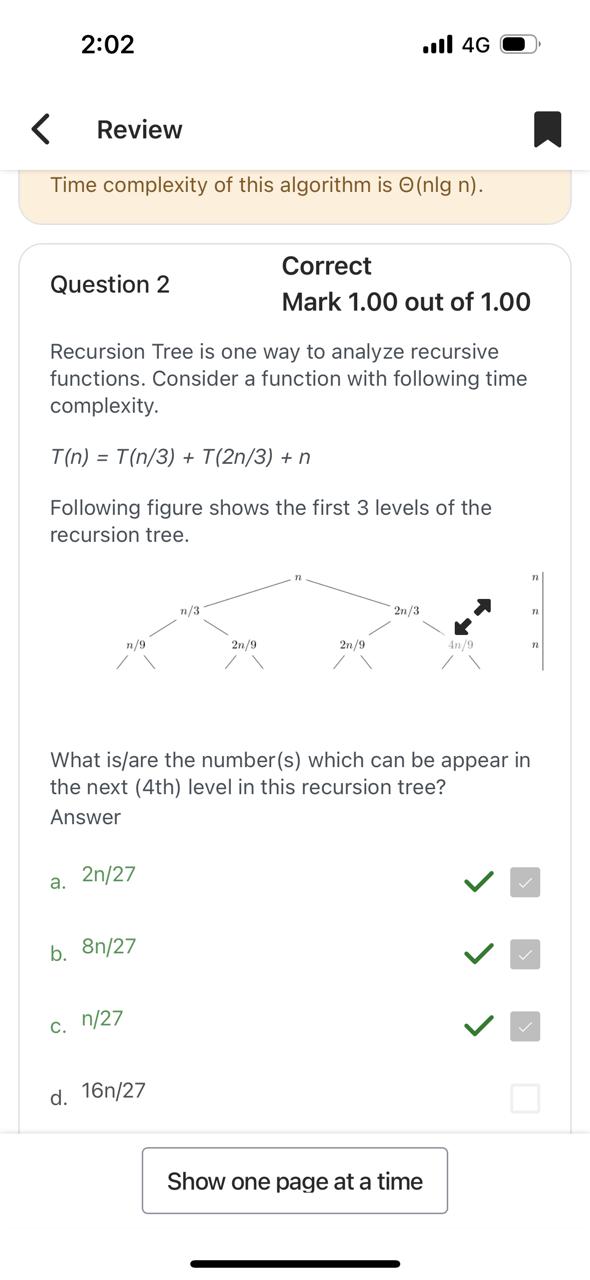 2:02
4G
Review
Time complexity of this algorithm is Θ(nlg n).
Question 2
Correct
Mark 1.00 out of 1.00
Recursion Tree is one way to analyze recursive
functions. Consider a function with following time
complexity.
T(n) = T(n/3) + T(2n/3) + n
Following figure shows the first 3 levels of the
recursion tree.
n n
n/3 2n/3 n
n/9 2n/9 2n/9 4n/9 n
What is/are the number(s) which can be appear in
the next (4th) level in this recursion tree?
Answer
a. 2n/27
b. 8n/27
c. n/27
d. 16n/27
Show one page at a time